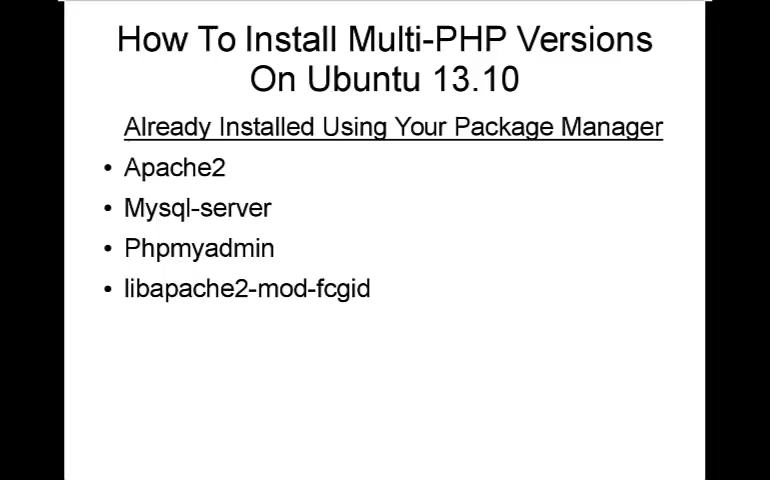 How To Install Multi-PHP Versions
On Ubuntu 13.10
Already Installed Using Your Package Manager
• Apache2
• Mysql-server
• Phpmyadmin
• libapache2-mod-fcgid